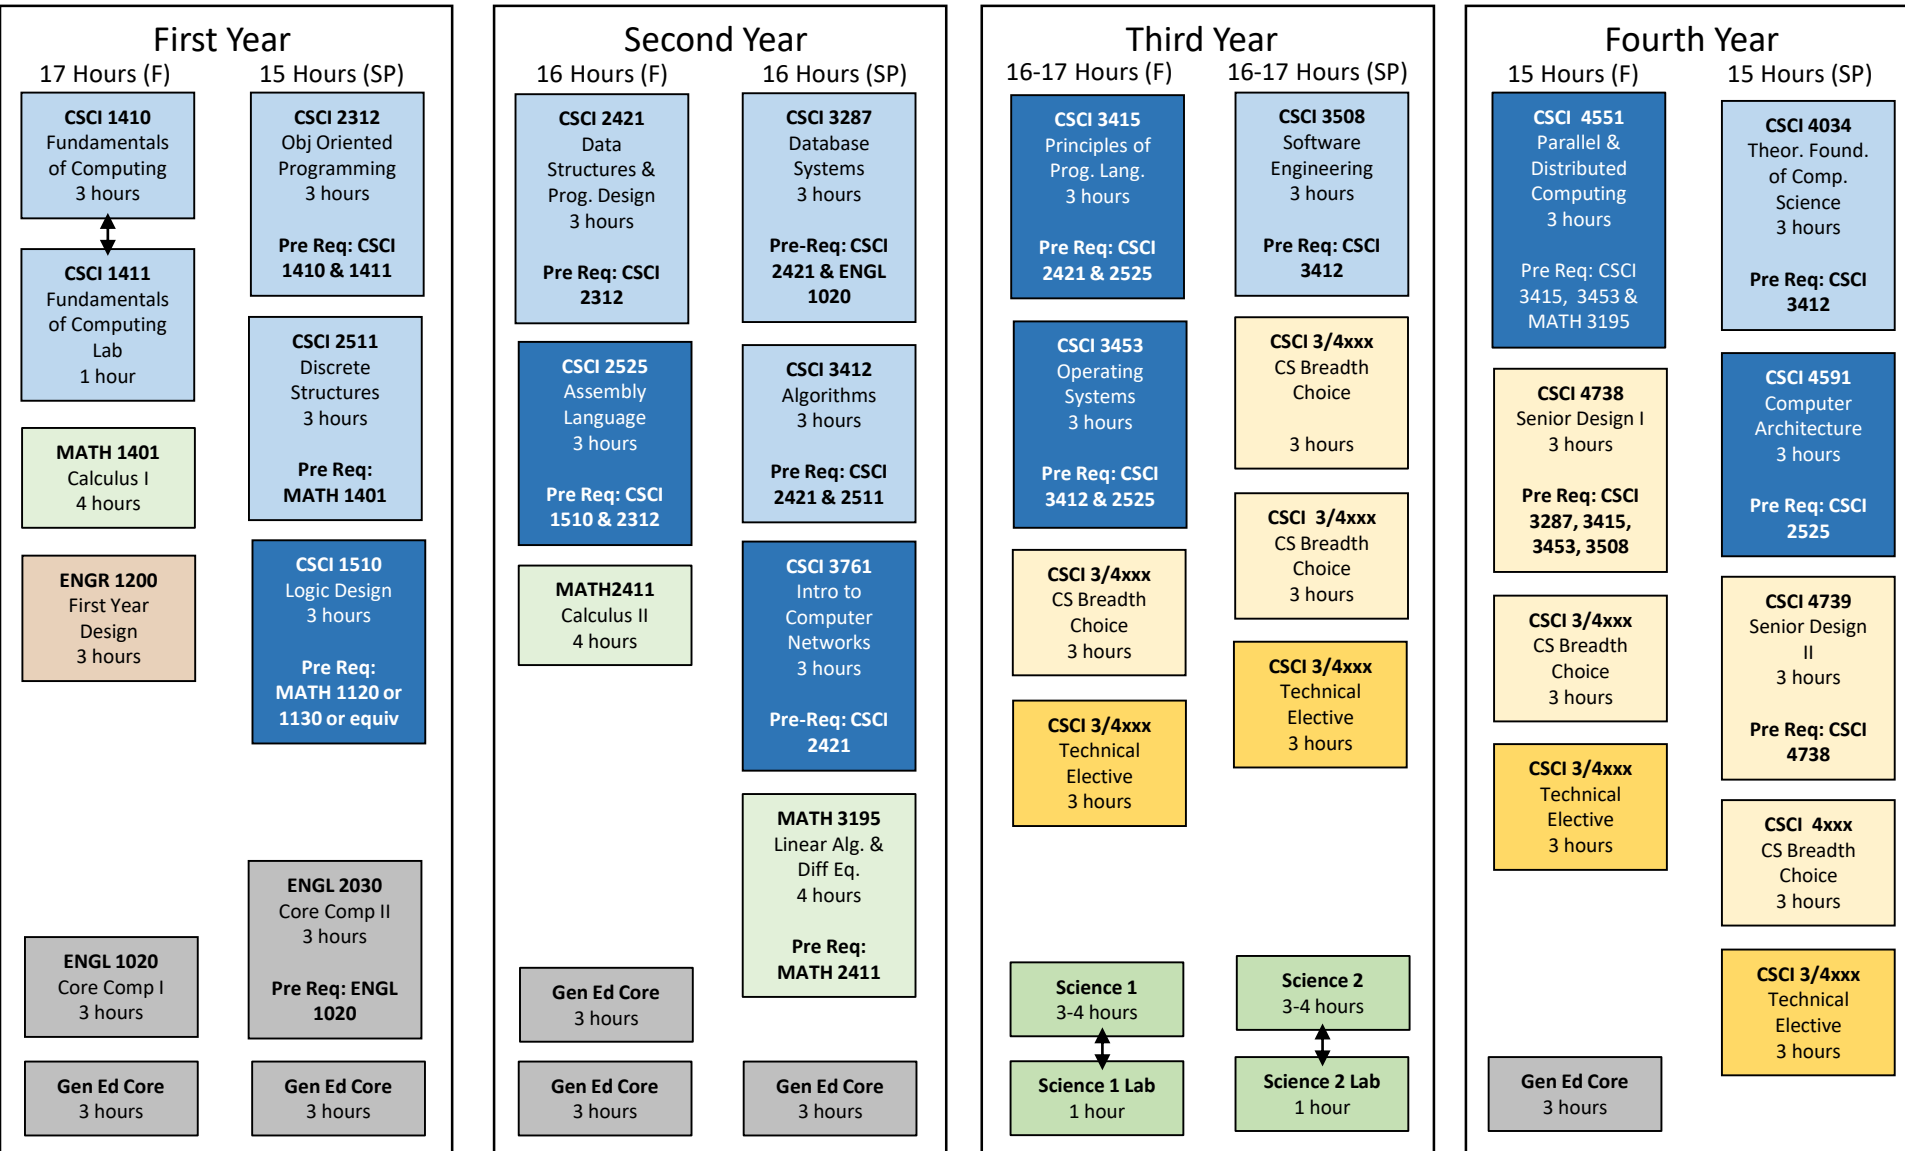 First Year
17 Hours (F)
CSCI 1410
Fundamentals
of Computing
3 hours
CSCI 1411
Fundamentals
of Computing
Lab
1 hour
MATH 1401
Calculus I
4 hours
ENGR 1200
First Year
Design
3 hours
ENGL 1020
Core Comp I
3 hours
Gen Ed Core
3 hours
15 Hours (SP)
CSCI 2312
Obj Oriented
Programming
3 hours
Pre Req: CSCI
1410 & 1411
CSCI 2511
Discrete
Structures
3 hours
Pre Req:
MATH 1401
CSCI 1510
Logic Design
3 hours
Pre Req:
MATH 1120 or
1130 or equiv
ENGL 2030
Core Comp II
3 hours
Pre Req: ENGL
1020
Gen Ed Core
3 hours
Second Year
16 Hours (F)
CSCI 2421
Data
Structures &
Prog. Design
3 hours
Pre Req: CSCI
2312
CSCI 2525
Assembly
Language
3 hours
Pre Req: CSCI
1510 & 2312
MATH2411
Calculus II
4 hours
Gen Ed Core
3 hours
Gen Ed Core
3 hours
16 Hours (SP)
CSCI 3287
Database
Systems
3 hours
Pre-Req: CSCI
2421 & ENGL
1020
CSCI 3412
Algorithms
3 hours
Pre Req: CSCI
2421 & 2511
CSCI 3761
Intro to
Computer
Networks
3 hours
Pre-Req: CSCI
2421
MATH 3195
Linear Alg. &
Diff Eq.
4 hours
Pre Req:
MATH 2411
Gen Ed Core
3 hours
Third Year
16-17 Hours (F)
CSCI 3415
Principles of
Prog. Lang.
3 hours
Pre Req: CSCI
2421 & 2525
CSCI 3453
Operating
Systems
3 hours
Pre Req: CSCI
3412 & 2525
CSCI 3/4xxx
CS Breadth
Choice
3 hours
CSCI 3/4xxx
Technical
Elective
3 hours
Science 1
3-4 hours
Science 1 Lab
1 hour
16-17 Hours (SP)
CSCI 3508
Software
Engineering
3 hours
Pre Req: CSCI
3412
CSCI 3/4xxx
CS Breadth
Choice
3 hours
CSCI 3/4xxx
CS Breadth
Choice
3 hours
CSCI 3/4xxx
Technical
Elective
3 hours
Science 2
3-4 hours
Science 2 Lab
1 hour
Fourth Year
15 Hours (F)
CSCI 4551
Parallel &
Distributed
Computing
3 hours
Pre Req: CSCI
3415, 3453 &
MATH 3195
CSCI 4738
Senior Design I
3 hours
Pre Req: CSCI
3287, 3415,
3453, 3508
CSCI 3/4xxx
CS Breadth
Choice
3 hours
CSCI 3/4xxx
Technical
Elective
3 hours
Gen Ed Core
3 hours
15 Hours (SP)
CSCI 4034
Theor. Found.
of Comp.
Science
3 hours
Pre Req: CSCI
3412
CSCI 4591
Computer
Architecture
3 hours
Pre Req: CSCI
2525
CSCI 4739
Senior Design
II
3 hours
Pre Req: CSCI
4738
CSCI 4xxx
CS Breadth
Choice
3 hours
CSCI 3/4xxx
Technical
Elective
3 hours